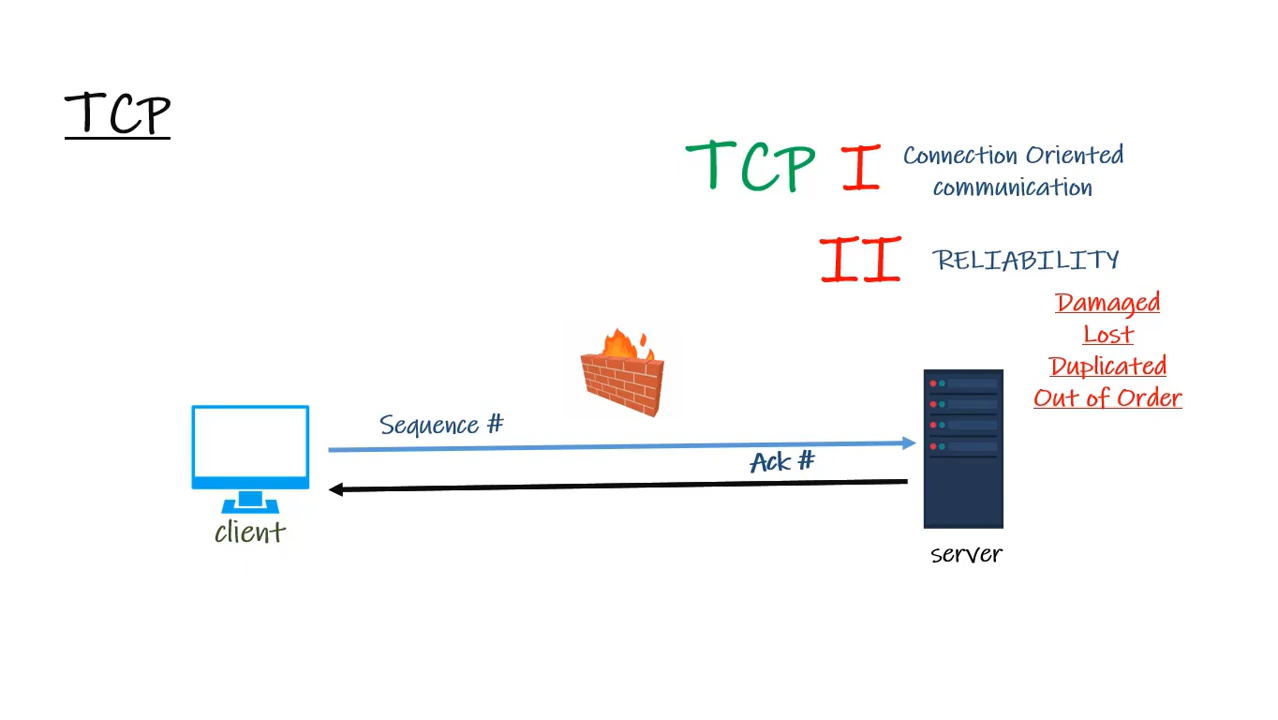 TCP
TCP I Connection Oriented
communication
II RELIABILITY
Damaged
Lost
Duplicated
Out of Order
Sequence #
Ack #
client
server